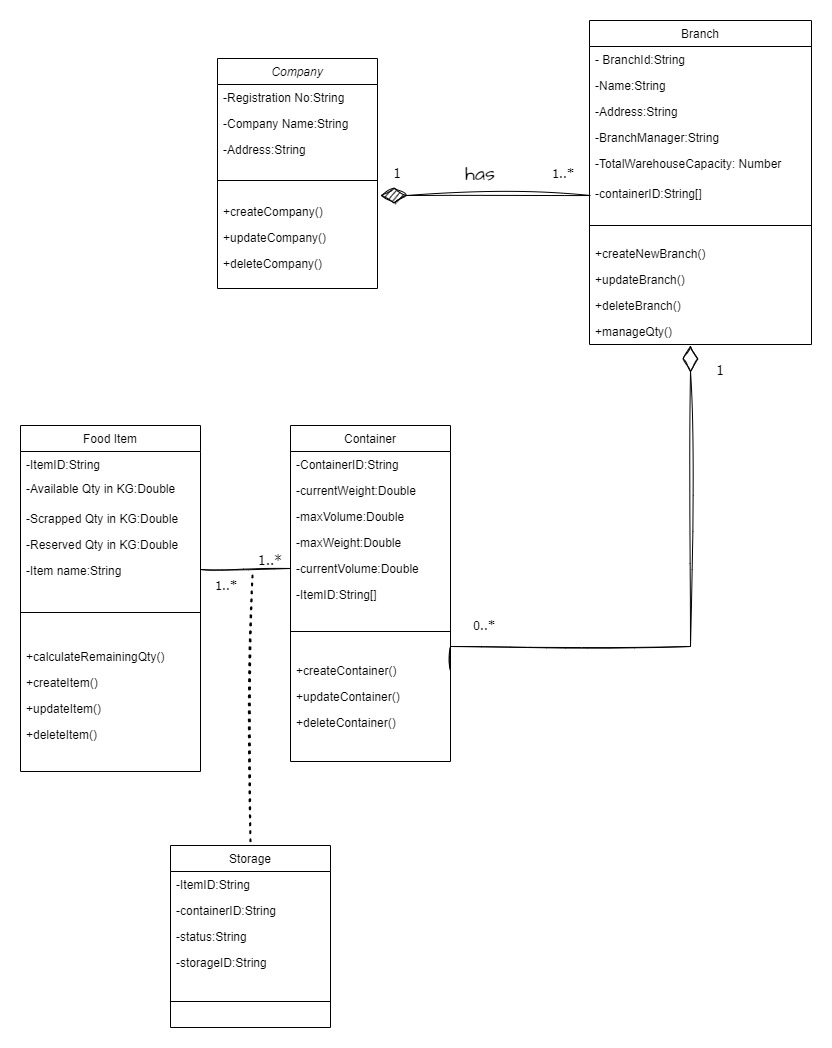 Company
-Registration No:String
-Company Name:String
-Address:String
+createCompany()
+updateCompany()
+deleteCompany()
1
has
1..*
Branch
- BranchId:String
-Name:String
-Address:String
-BranchManager:String
-TotalWarehouseCapacity: Number
-containerID:String[]
+createNewBranch()
+updateBranch()
+deleteBranch()
+manageQty()
1
Food Item
-ItemID:String
-Available Qty in KG:Double
-Scrapped Qty in KG:Double
-Reserved Qty in KG:Double
-Item name:String
+calculateRemainingQty()
+createItem()
+updateItem()
+deleteItem()
1..*
1..*
Container
-ContainerID:String
-currentWeight:Double
-maxVolume:Double
-maxWeight:Double
-currentVolume:Double
-ItemID:String[]
+createContainer()
+updateContainer()
+deleteContainer()
0..*
Storage
-ItemID:String
-containerID:String
-status:String
-storageID:String